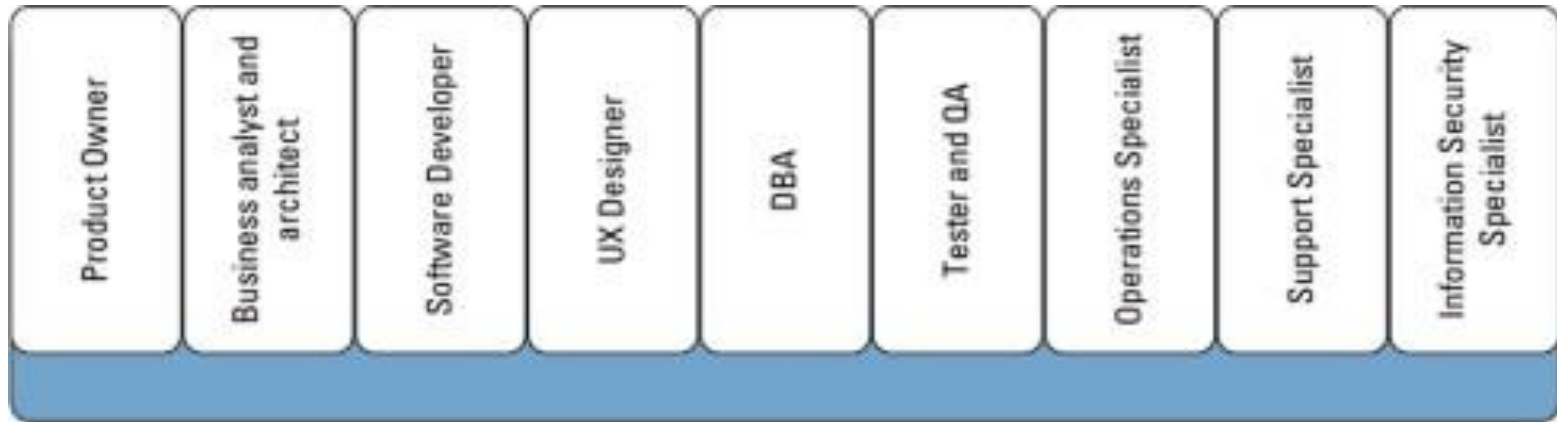 Product Owner
Business analyst and
architect
Software Developer
UX Designer
DBA
Tester and QA
Operations Specialist
Support Specialist
Information Security
Specialist